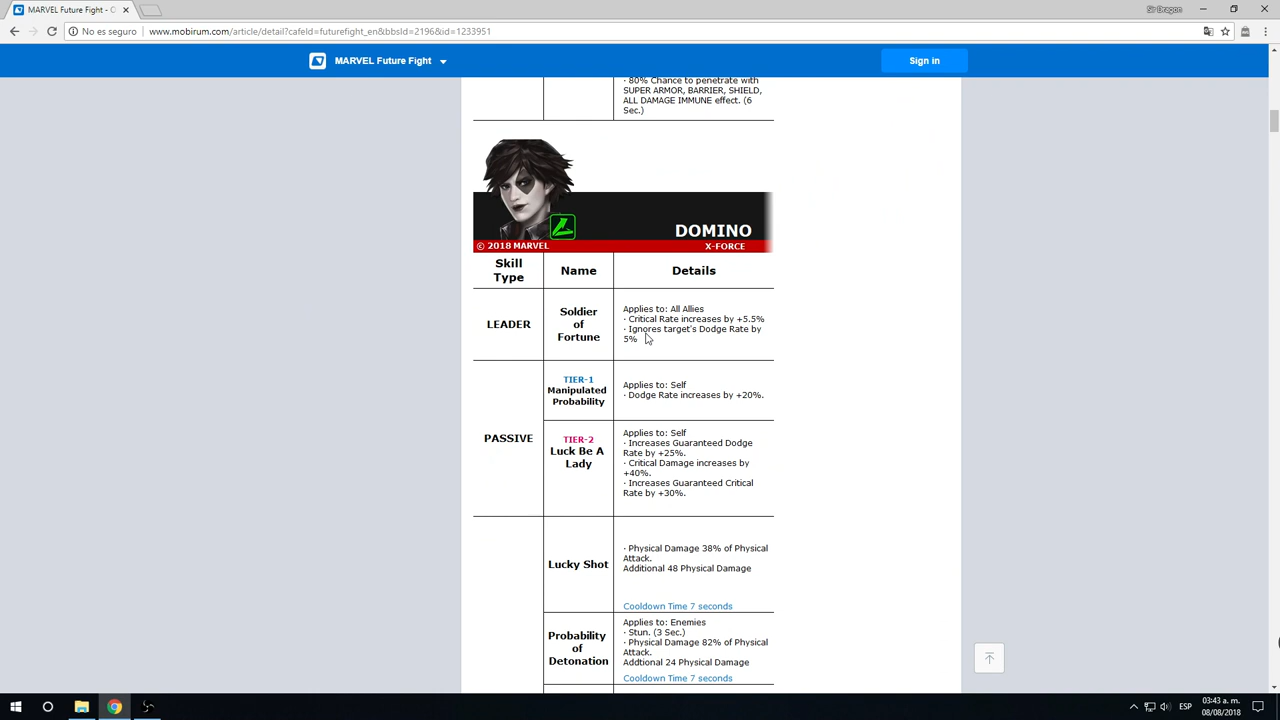 MARVEL Future Fight - C
Sir Dragon
No es seguro
www.mobirum.com/article/detail?cafeId=futurefight_en&bbsId=2196&id=1233951
MARVEL Future Fight
Sign in
· 80% Chance to penetrate with
SUPER ARMOR, BARRIER, SHIELD,
ALL DAMAGE IMMUNE effect. (6
Sec.)
DOMINO
© 2018 MARVEL
X-FORCE
Skill
Type
Name
Details
LEADER
Soldier
of
Fortune
Applies to: All Allies
· Critical Rate increases by +5.5%
· Ignores target's Dodge Rate by
5%
PASSIVE
TIER-1
Manipulated
Probability
Applies to: Self
· Dodge Rate increases by +20%.
TIER-2
Luck Be A
Lady
Applies to: Self
· Increases Guaranteed Dodge
Rate by +25%.
· Critical Damage increases by
+40%.
· Increases Guaranteed Critical
Rate by +30%.
Lucky Shot
· Physical Damage 38% of Physical
Attack.
Additional 48 Physical Damage
Cooldown Time 7 seconds
Probability
of
Detonation
Applies to: Enemies
· Stun. (3 Sec.)
· Physical Damage 82% of Physical
Attack.
Addtional 24 Physical Damage
Cooldown Time 7 seconds
ESP
03:43 a. m.
08/08/2018